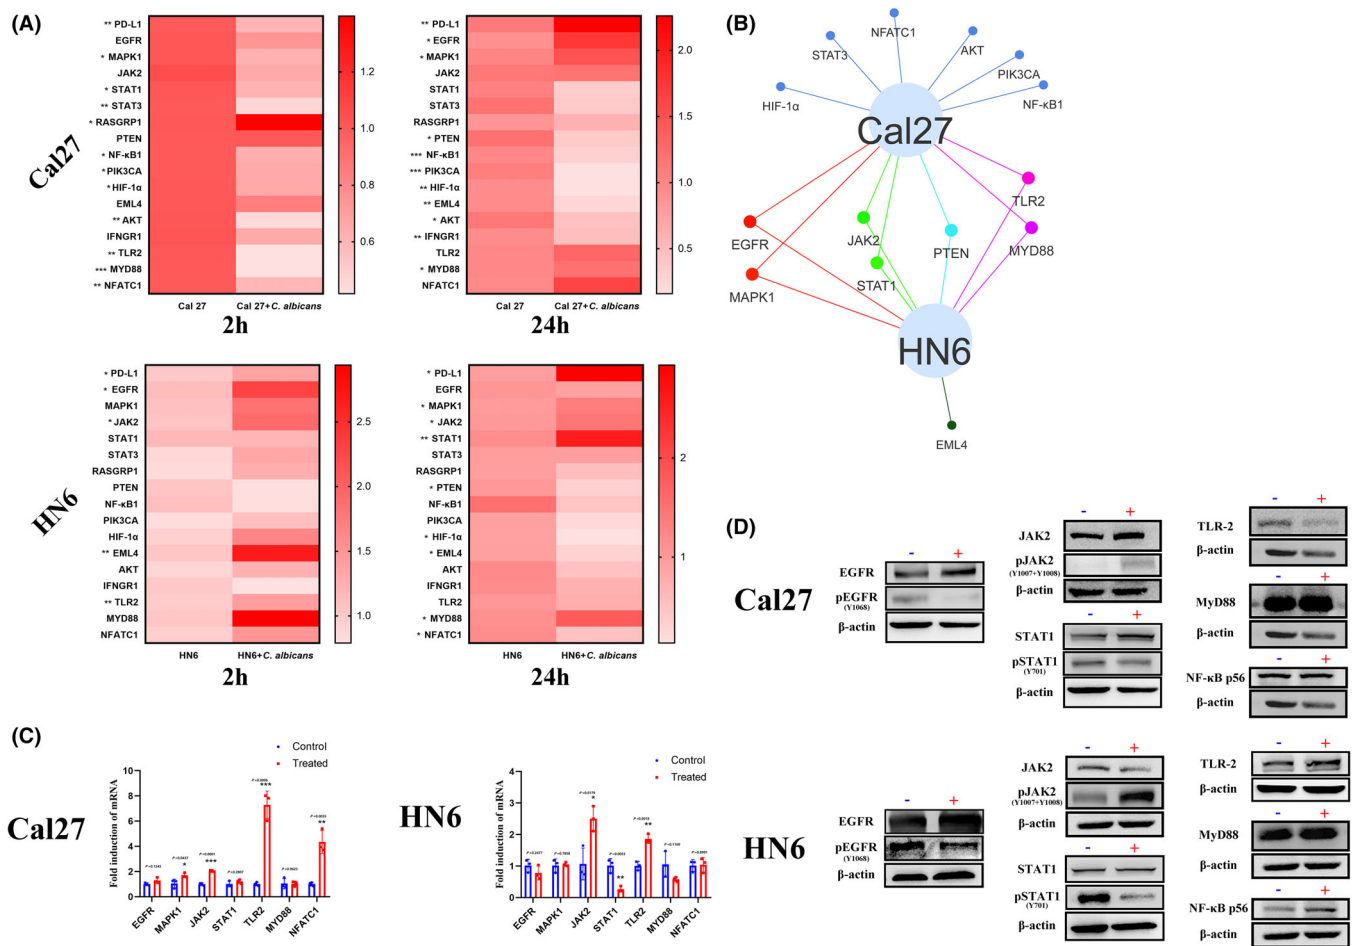 (A)
** PD-L1
EGFR
* MAPK1
JAK2
* STAT1
** STAT3
* RASGRP1
PTEN
* NF-κB1
*PIK3CA
* HIF-1α
EML4
** AKT
IFNGR1
** TLR2
*** MYD88
** NFATC1
Cal27
1.2
1.0
0.8
0.6
Cal 27
Cal 27+C. albicans
2h
** PD-L1
* EGFR
* MAPK1
JAK2
STAT1
STAT3
RASGRP1
* PTEN
*** NF-κB1
*** PIK3CA
** HIF-1α
** EML4
* AKT
** IFNGR1
TLR2
* MYD88
NFATC1
2.0
1.5
1.0
0.5
Cal 27
Cal 27+C. albicans
24h
* PD-L1
* EGFR
MAPK1
* JAK2
STAT1
STAT3
RASGRP1
PTEN
NF-κB1
PIK3CA
HIF-1α
** EML4
AKT
IFNGR1
** TLR2
MYD88
NFATC1
HN6
2.5
2.0
1.5
1.0
HN6
HN6+C. albicans
2h
* PD-L1
EGFR
* MAPK1
* JAK2
** STAT1
STAT3
RASGRP1
* PTEN
NF-κB1
PIK3CA
* HIF-1α
* EML4
AKT
IFNGR1
TLR2
* MYD88
* NFATC1
2
1
HN6
HN6+C. albicans
24h
(B)
NFATC1
STAT3
AKT
PIK3CA
HIF-1α
NF-κB1
Cal27
TLR2
EGFR
JAK2
PTEN
MYD88
MAPK1
STAT1
HN6
EML4
(C)
Cal27
Control
Treated
Fold induction of mRNA
10
8
6
4
2
0
*
***
***
**
EGFR
MAPK1
JAK2
STAT1
TLR2
MYD88
NFATC1
HN6
Control
Treated
Fold induction of mRNA
4
3
2
1
0
*
**
**
EGFR
MAPK1
JAK2
STAT1
TLR2
MYD88
NFATC1
(D)
Cal27
- +
EGFR
pEGFR
(Y1068)
β-actin
- +
JAK2
pJAK2
(Y1007+Y1008)
β-actin
- +
STAT1
pSTAT1
(Y701)
β-actin
- +
TLR-2
β-actin
- +
MyD88
β-actin
- +
NF-κB p56
β-actin
HN6
- +
EGFR
pEGFR
(Y1068)
β-actin
- +
JAK2
pJAK2
(Y1007+Y1008)
β-actin
- +
STAT1
pSTAT1
(Y701)
β-actin
- +
TLR-2
β-actin
- +
MyD88
β-actin
- +
NF-κB p56
β-actin